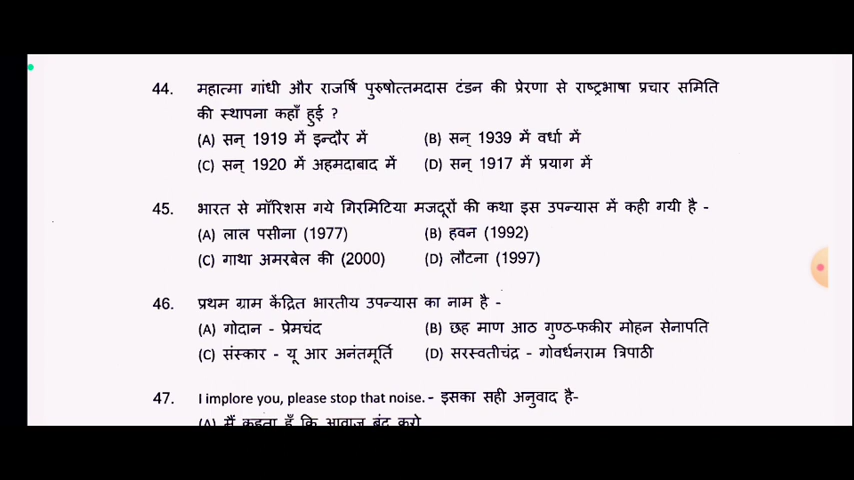 44. महात्मा गांधी और राजर्षि पुरुषोत्तमदास टंडन की प्रेरणा से राष्ट्रभाषा प्रचार समिति
की स्थापना कहाँ हुई ?
(A) सन् 1919 में इन्दौर में (B) सन् 1939 में वर्धा में
(C) सन् 1920 में अहमदाबाद में (D) सन् 1917 में प्रयाग में
45. भारत से मॉरिशस गये गिरमिटिया मजदूरों की कथा इस उपन्यास में कही गयी है -
(A) लाल पसीना (1977) (B) हवन (1992)
(C) गाथा अमरबेल की (2000) (D) लौटना (1997)
46. प्रथम ग्राम केंद्रित भारतीय उपन्यास का नाम है -
(A) गोदान - प्रेमचंद (B) छह माण आठ गुण्ठ-फकीर मोहन सेनापति
(C) संस्कार - यू आर अनंतमूर्ति (D) सरस्वतीचंद्र - गोवर्धनराम त्रिपाठी
47. I implore you, please stop that noise. - इसका सही अनुवाद है-
(A) मैं कहता हूँ कि आवाज़ बंद करो